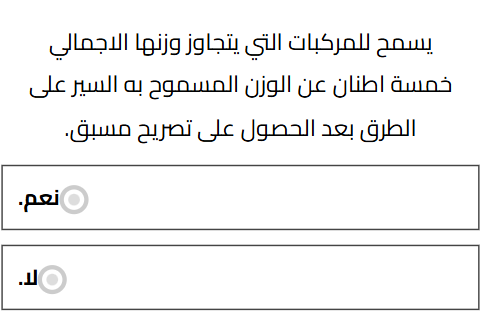 يسمح للمركبات التي يتجاوز وزنها الاجمالي
خمسة اطنان عن الوزن المسموح به السير على
الطرق بعد الحصول على تصريح مسبق.
نعم.
لا.